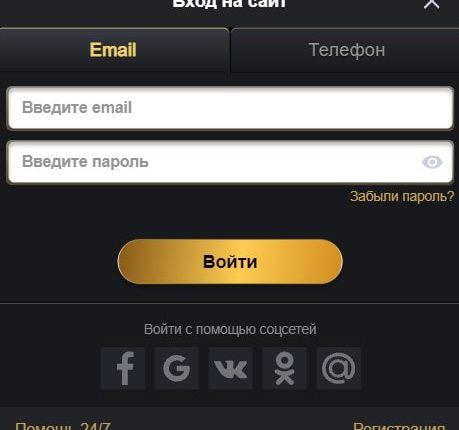 Вход на сайт
Email Телефон
Введите email
Введите пароль
Забыли пароль?
Войти
Войти с помощью соцсетей
Помощь 24/7 Регистрация